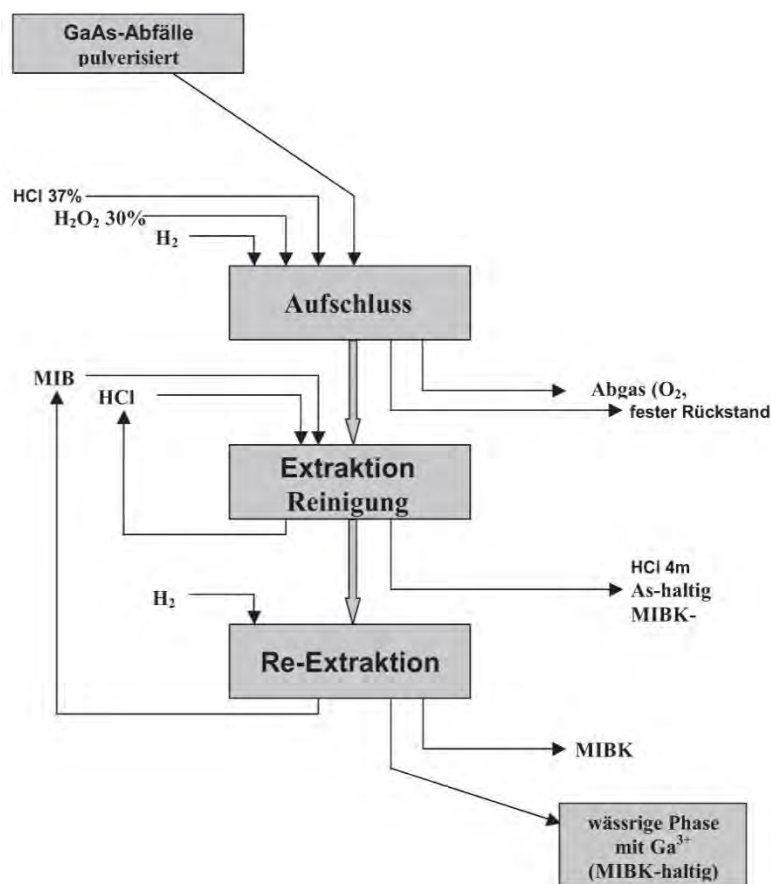 GaAs-Abfälle
pulverisiert
HCl 37%
H₂O₂ 30%
H₂
Aufschluss
MIB
HCl
Abgas (O₂,
fester Rückstand
Extraktion
Reinigung
HCl 4m
As-haltig
MIBK-
H₂
Re-Extraktion
MIBK
wässrige Phase
mit Ga³⁺
(MIBK-haltig)